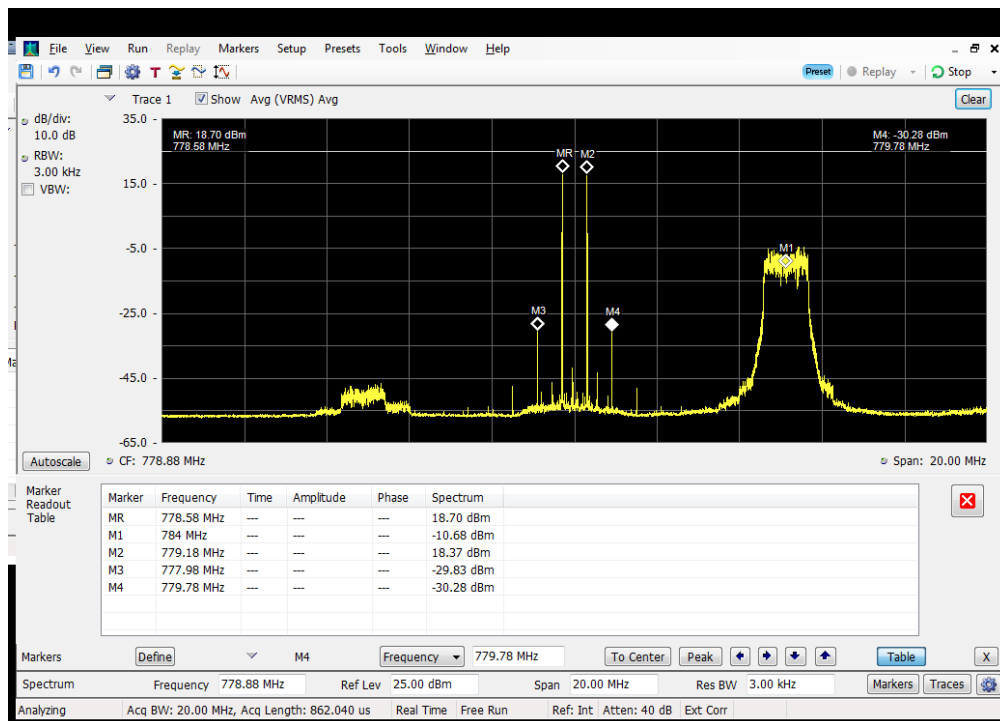 File View Run Replay Markers Setup Presets Tools Window Help
T Preset Replay Stop
Trace 1 Show Avg (VRMS) Avg Clear
dB/div:
10.0 dB
RBW:
3.00 kHz
VBW:
35.0
15.0
-5.0
-25.0
-45.0
-65.0
MR: 18.70 dBm
778.58 MHz
M4: -30.28 dBm
779.78 MHz
MR M2
M1
M3 M4
Autoscale CF: 778.88 MHz Span: 20.00 MHz
Marker
Readout
Table
Marker Frequency Time Amplitude Phase Spectrum
MR 778.58 MHz --- --- --- 18.70 dBm
M1 784 MHz --- --- --- -10.68 dBm
M2 779.18 MHz --- --- --- 18.37 dBm
M3 777.98 MHz --- --- --- -29.83 dBm
M4 779.78 MHz --- --- --- -30.28 dBm
Markers Define M4 Frequency 779.78 MHz To Center Peak Table X
Spectrum Frequency 778.88 MHz Ref Lev 25.00 dBm Span 20.00 MHz Res BW 3.00 kHz Markers Traces
Analyzing Acq BW: 20.00 MHz, Acq Length: 862.040 us Real Time Free Run Ref: Int Atten: 40 dB Ext Corr